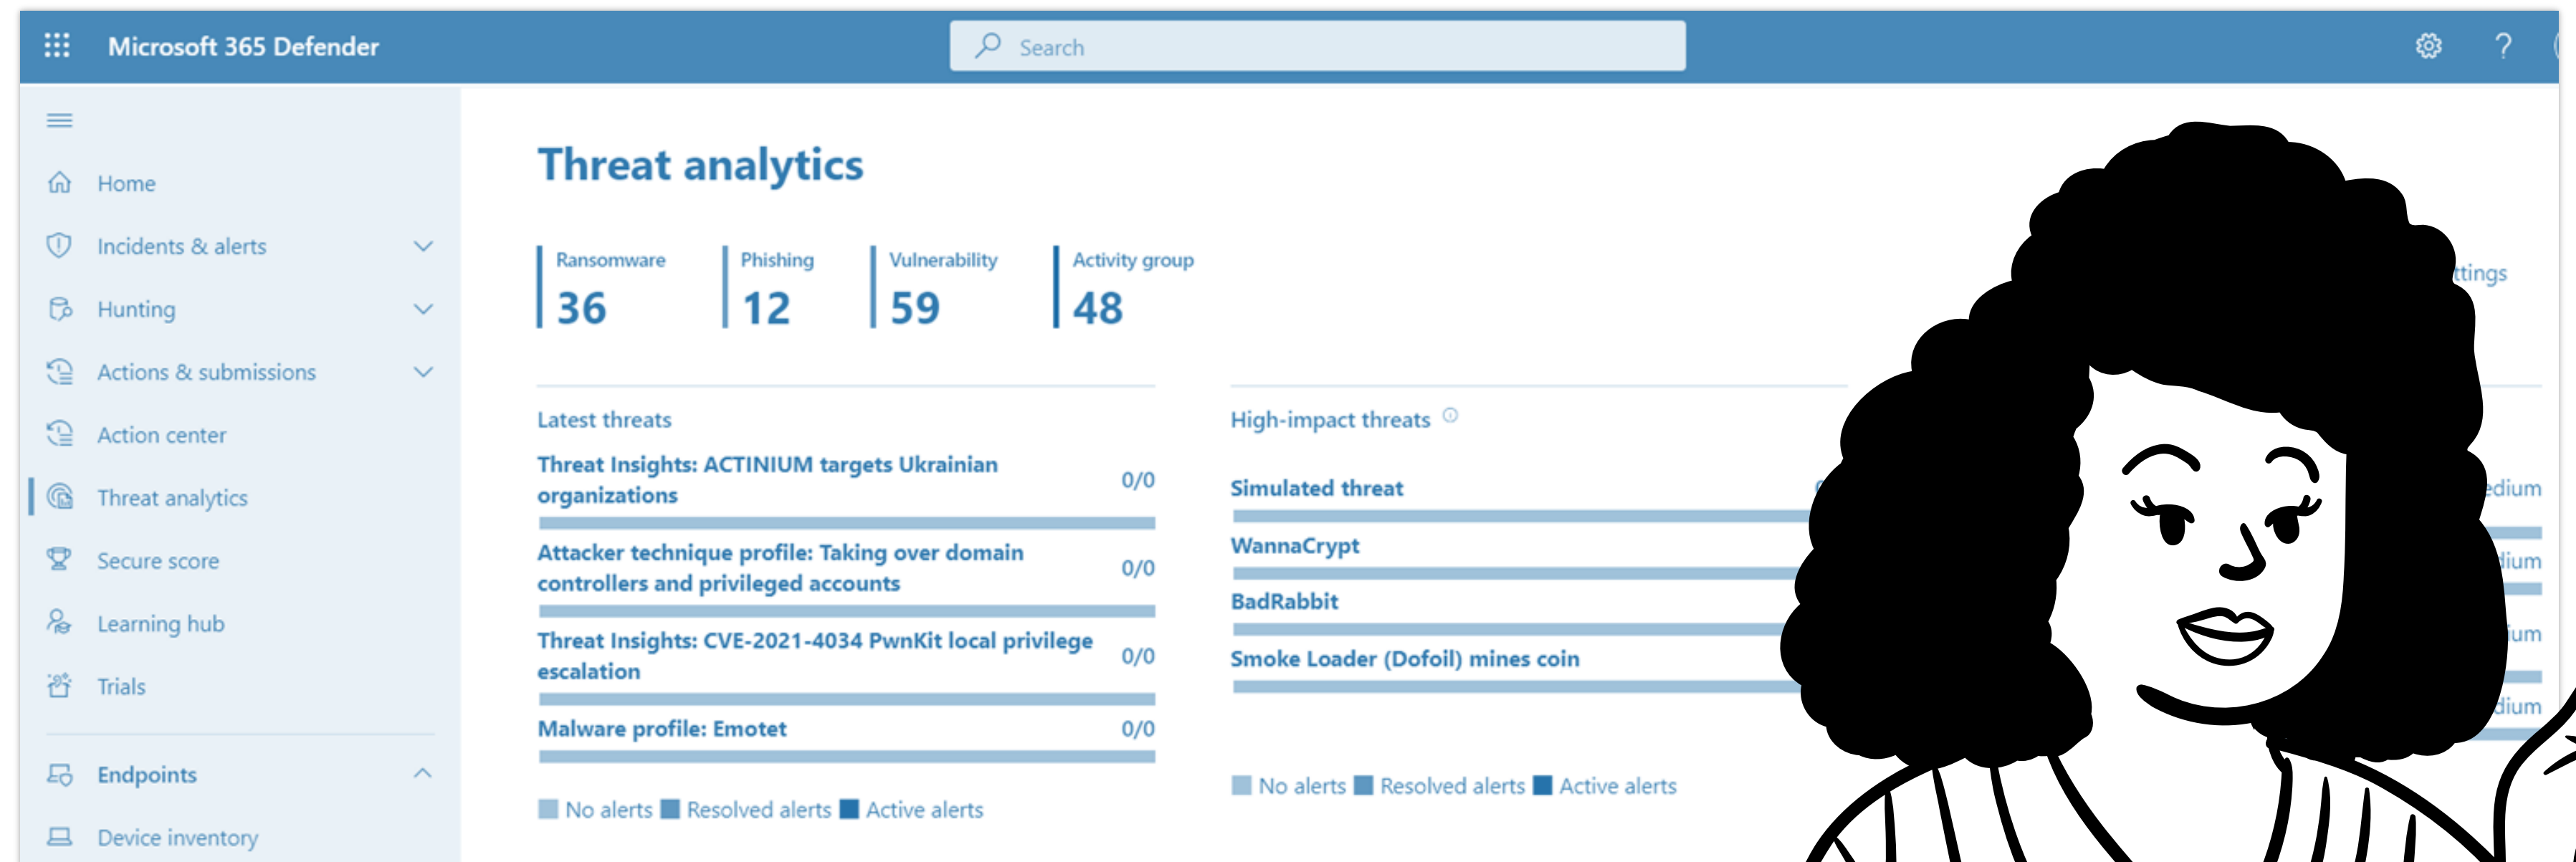 Microsoft 365 Defender
Search
Home
Incidents & alerts
Hunting
Actions & submissions
Action center
Threat analytics
Secure score
Learning hub
Trials
Endpoints
Device inventory
Threat analytics
Ransomware
36
Phishing
12
Vulnerability
59
Activity group
48
Latest threats
Threat Insights: ACTINIUM targets Ukrainian
organizations
0/0
Attacker technique profile: Taking over domain
controllers and privileged accounts
0/0
Threat Insights: CVE-2021-4034 PwnKit local privilege
escalation
0/0
Malware profile: Emotet
0/0
No alerts Resolved alerts Active alerts
High-impact threats
Simulated threat
WannaCrypt
BadRabbit
Smoke Loader (Dofoil) mines coin
No alerts Resolved alerts Active alerts